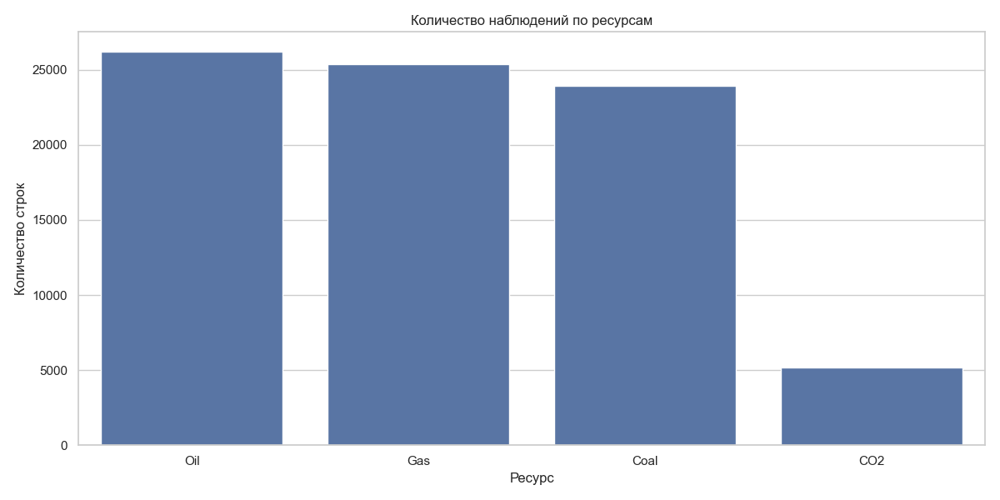 Количество наблюдений по ресурсам
Количество строк
25000
20000
15000
10000
5000
0
Oil Gas Coal CO2
Ресурс